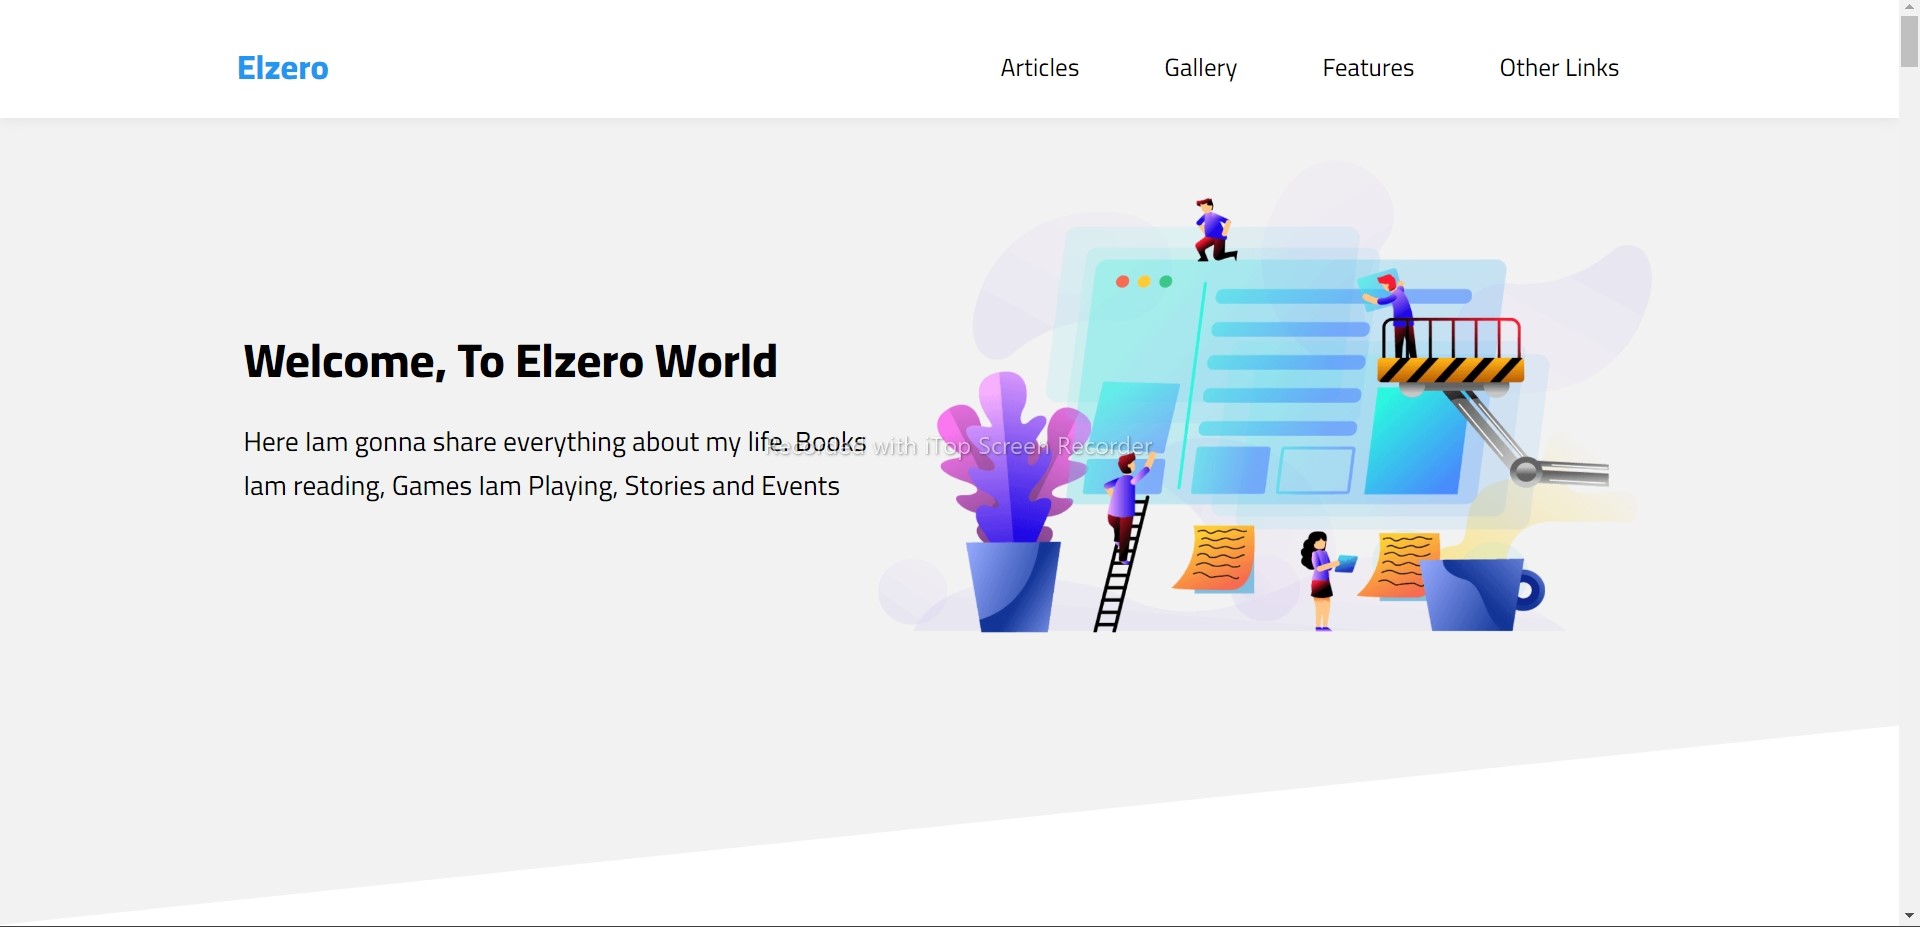 Elzero
Articles
Gallery
Features
Other Links
Welcome, To Elzero World
Here Iam gonna share everything about my life. Books
Iam reading, Games Iam Playing, Stories and Events
Recorded with iTop Screen Recorder